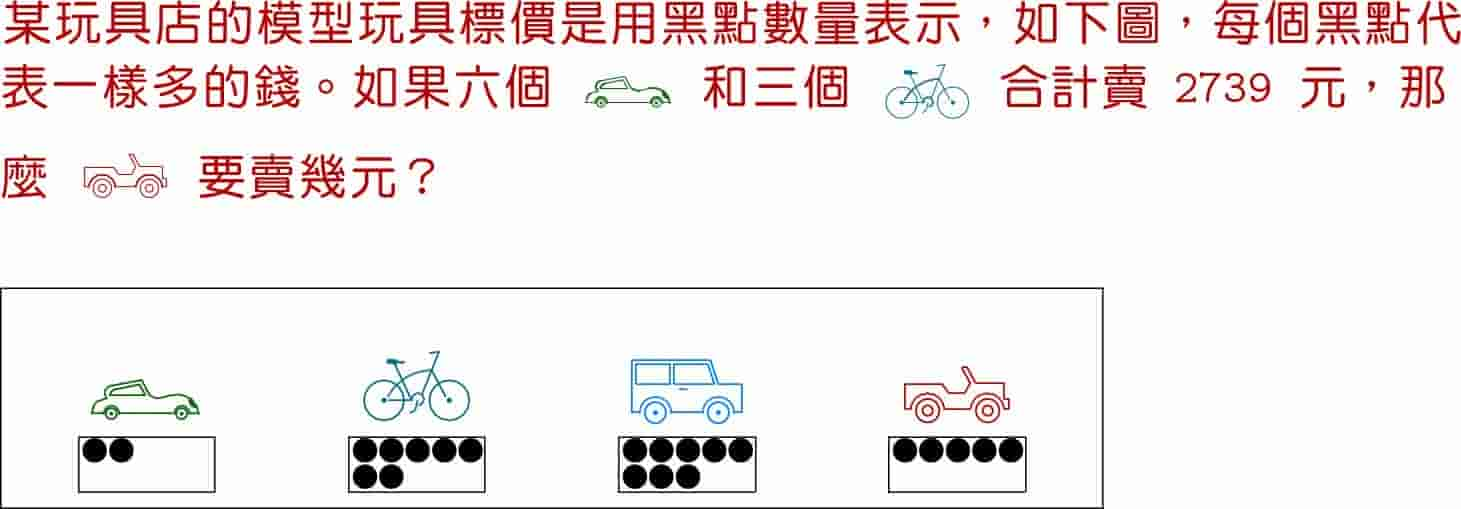 某玩具店的模型玩具標價是用黑點數量表示，如下圖，每個黑點代
表一樣多的錢。如果六個 和三個 合計賣 2739 元，那
麼 要賣幾元？